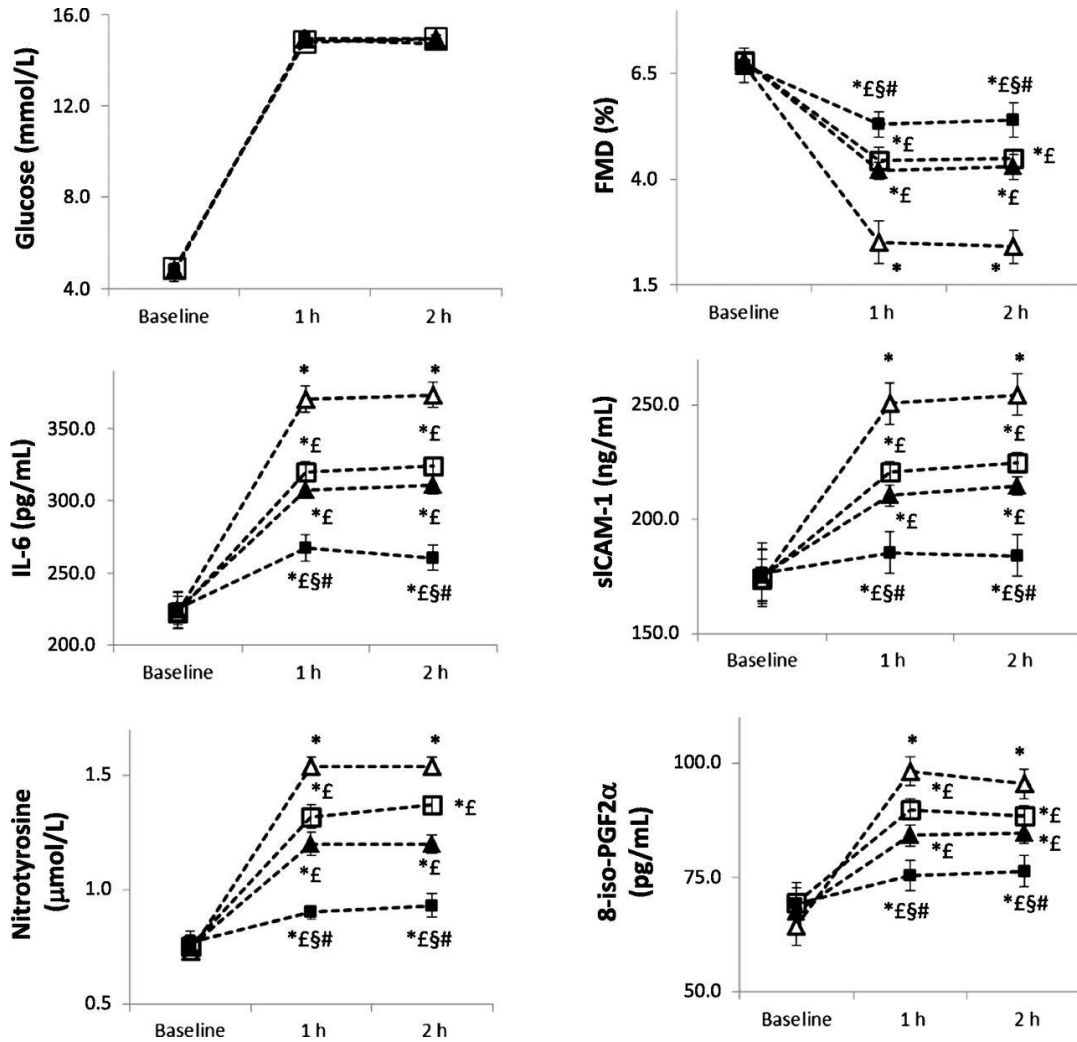 16.0
12.0
8.0
4.0
Glucose (mmol/L)
Baseline 1 h 2 h
6.5
4.0
1.5
FMD (%)
*£§# *£§#
*£ *£
*£ *£
* *
Baseline 1 h 2 h
350.0
300.0
250.0
200.0
IL-6 (pg/mL)
* *
*£ *£
*£ *£
*£§# *£§#
Baseline 1 h 2 h
250.0
200.0
150.0
sICAM-1 (ng/mL)
* *
*£ *£
*£ *£
*£§# *£§#
Baseline 1 h 2 h
1.5
1.0
0.5
Nitrotyrosine
(µmol/L)
* *
*£ *£
*£ *£
*£§# *£§#
Baseline 1 h 2 h
100.0
75.0
50.0
8-iso-PGF2α
(pg/mL)
* *
*£ *£
*£ *£
*£§# *£§#
Baseline 1 h 2 h